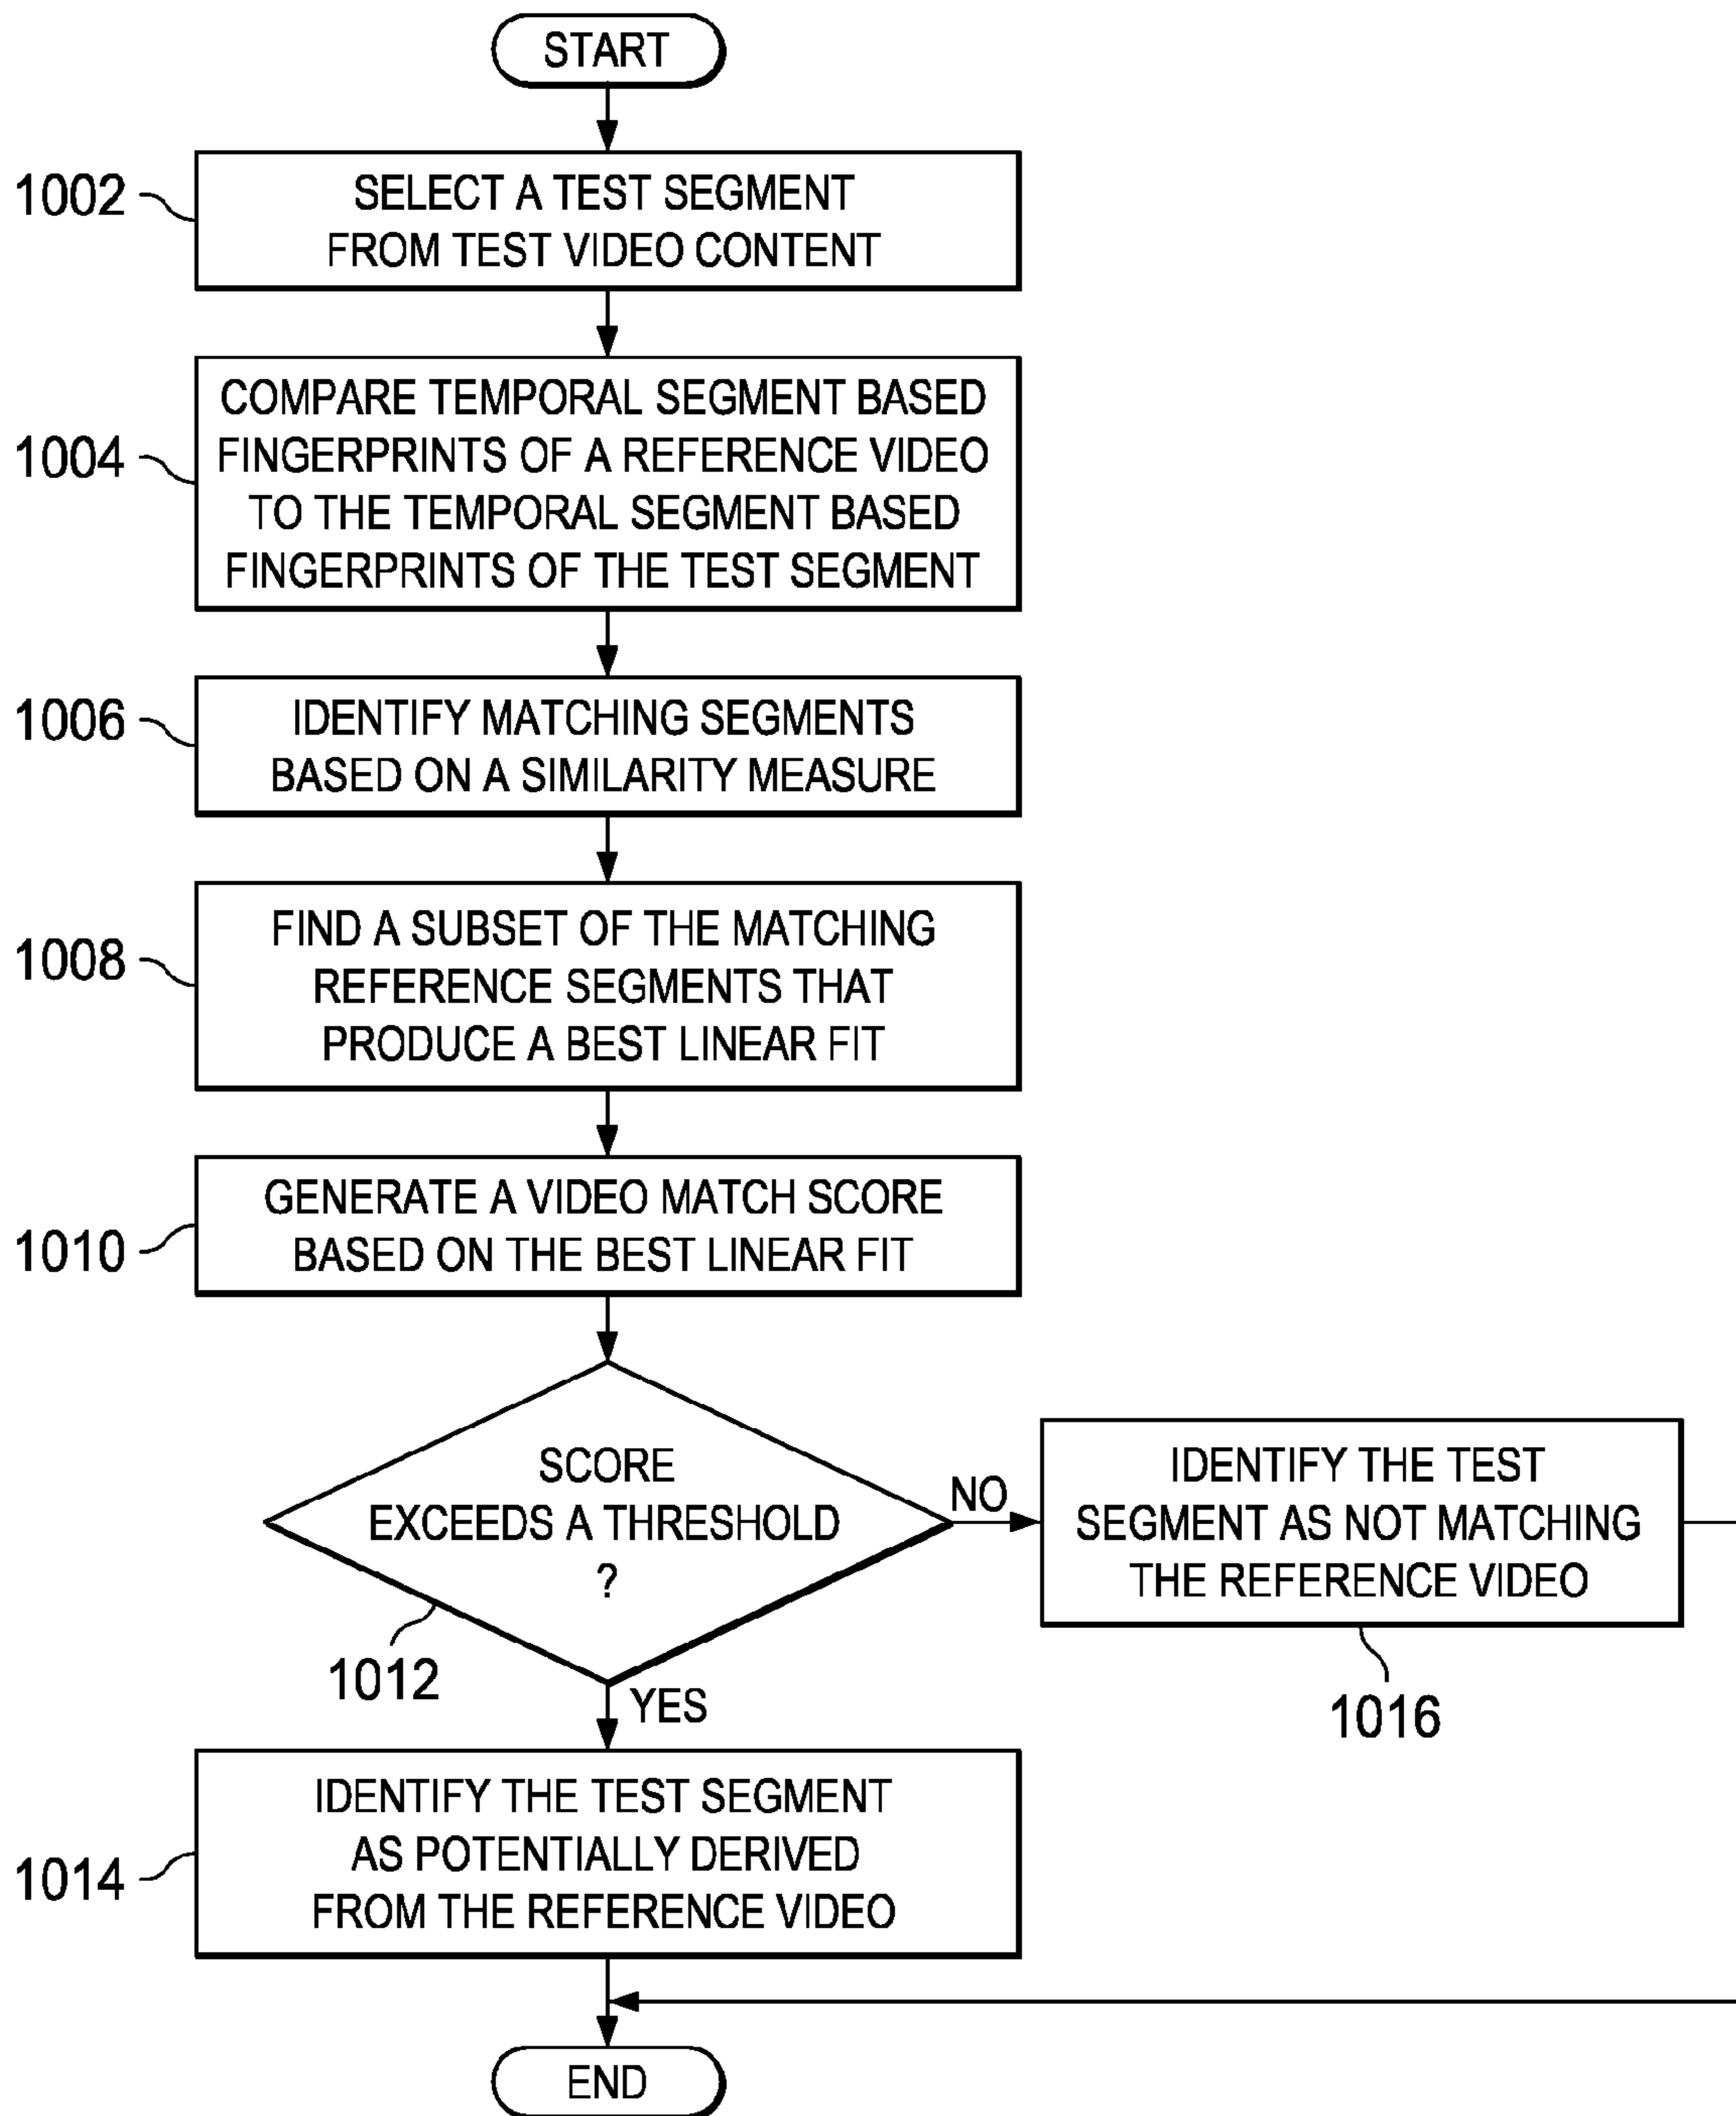 START
1002
SELECT A TEST SEGMENT
FROM TEST VIDEO CONTENT
1004
COMPARE TEMPORAL SEGMENT BASED
FINGERPRINTS OF A REFERENCE VIDEO
TO THE TEMPORAL SEGMENT BASED
FINGERPRINTS OF THE TEST SEGMENT
1006
IDENTIFY MATCHING SEGMENTS
BASED ON A SIMILARITY MEASURE
1008
FIND A SUBSET OF THE MATCHING
REFERENCE SEGMENTS THAT
PRODUCE A BEST LINEAR FIT
1010
GENERATE A VIDEO MATCH SCORE
BASED ON THE BEST LINEAR FIT
SCORE
EXCEEDS A THRESHOLD
?
1012
NO
IDENTIFY THE TEST
SEGMENT AS NOT MATCHING
THE REFERENCE VIDEO
1016
YES
1014
IDENTIFY THE TEST SEGMENT
AS POTENTIALLY DERIVED
FROM THE REFERENCE VIDEO
END